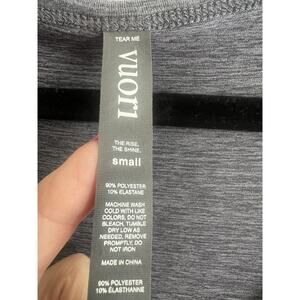 TEAR ME
vuori
THE RISE.
THE SHINE.
small
90% POLYESTER
10% ELASTANE
MACHINE WASH
COLD WITH LIKE
COLORS, DO NOT
BLEACH, TUMBLE
DRY LOW AS
NEEDED, REMOVE
PROMPTLY, DO
NOT IRON
MADE IN CHINA
90% POLYESTER
10% ÉLASTHANNE